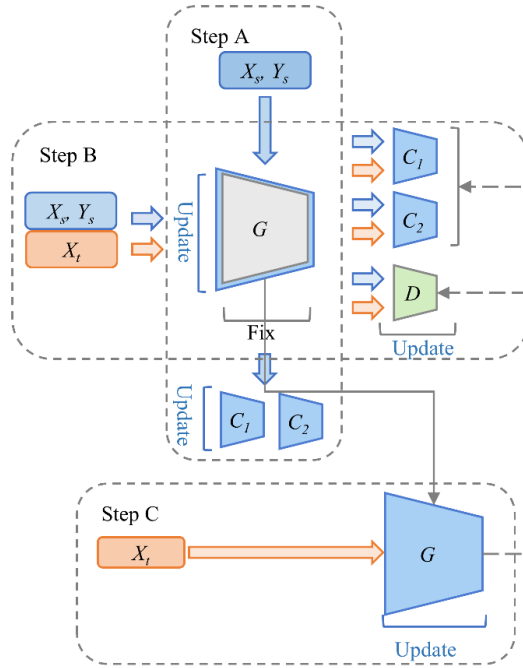 Step A
Xₛ, Yₛ
Step B
Xₛ, Yₛ
Xₜ
Update
G
C₁
C₂
D
Fix
Update
Update
C₁
C₂
Step C
Xₜ
G
Update